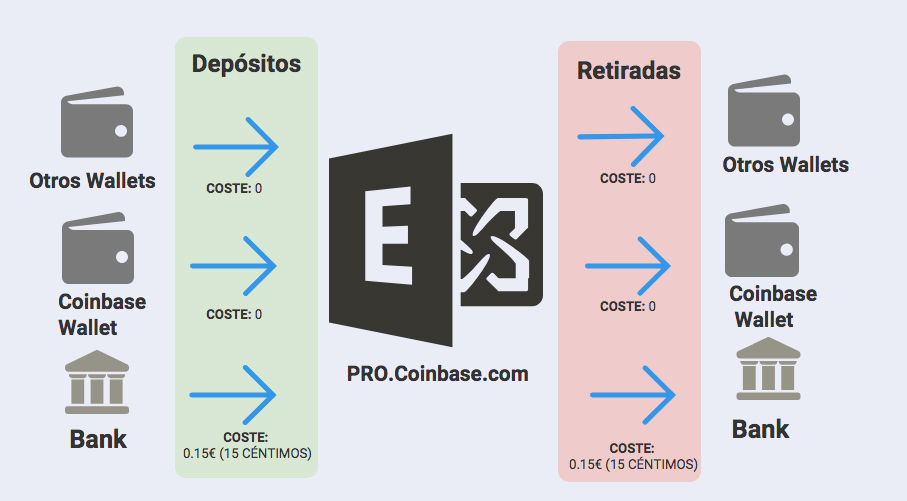 Depósitos
Retiradas
Otros Wallets
COSTE: 0
COSTE: 0
Otros Wallets
Coinbase
Wallet
COSTE: 0
COSTE: 0
Coinbase
Wallet
E
PRO.Coinbase.com
Bank
COSTE:
0.15€ (15 CÉNTIMOS)
COSTE:
0.15€ (15 CÉNTIMOS)
Bank